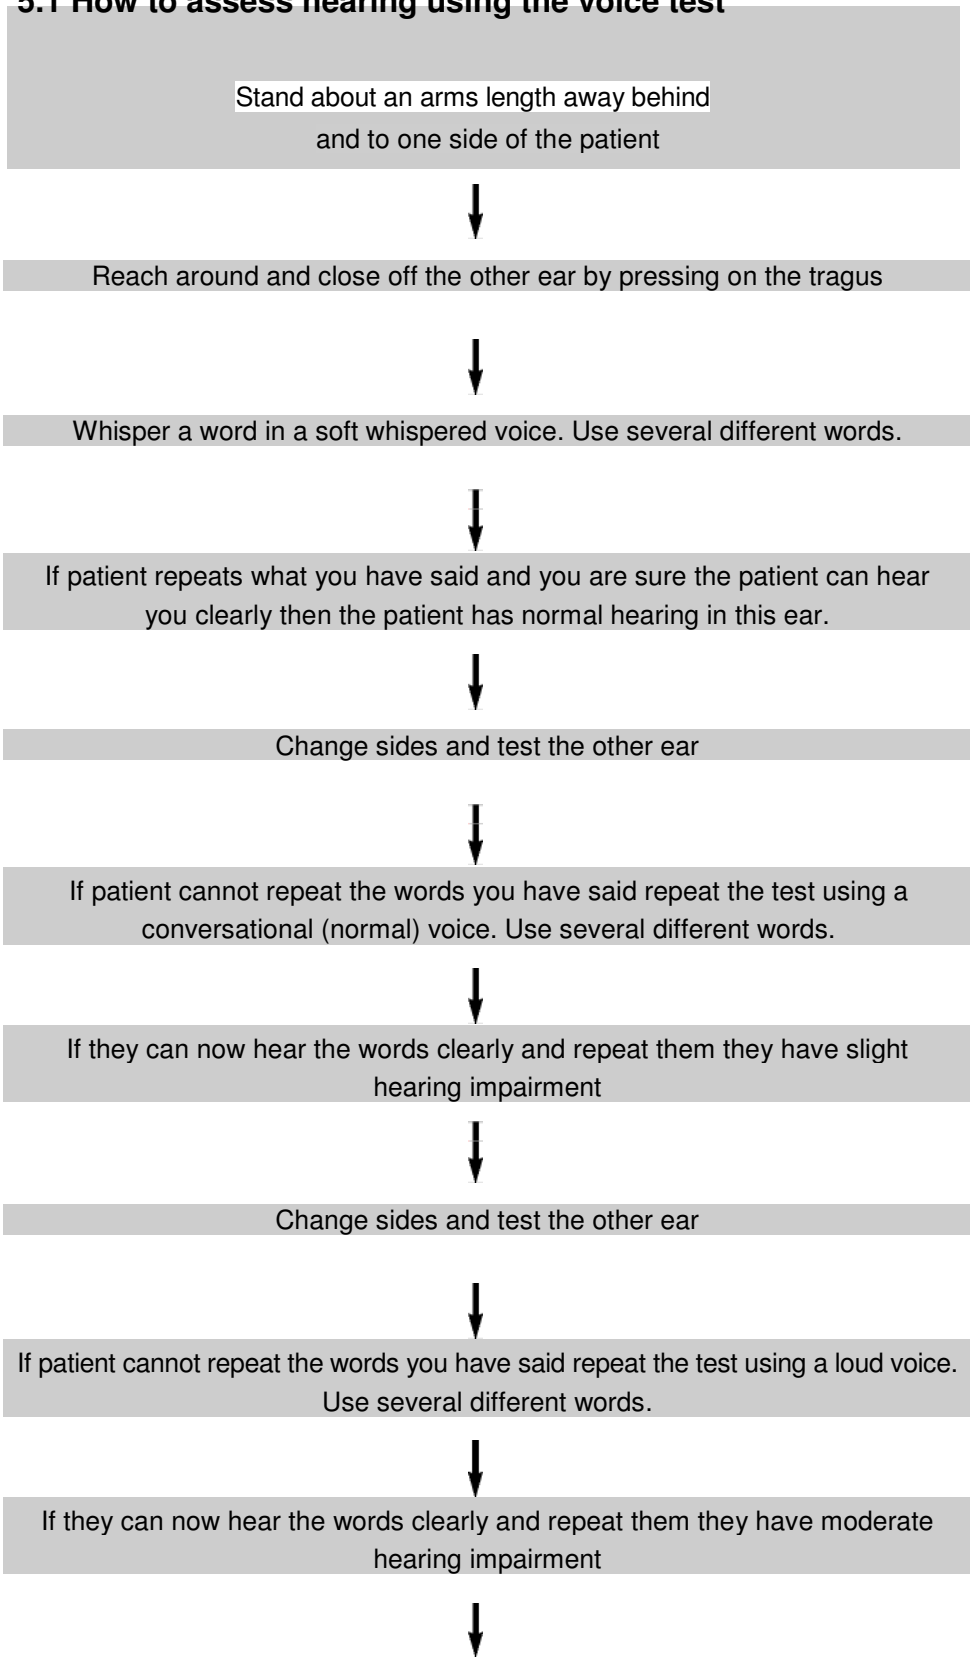 5.1 How to assess hearing using the voice test
Stand about an arms length away behind
and to one side of the patient
Reach around and close off the other ear by pressing on the tragus
Whisper a word in a soft whispered voice. Use several different words.
If patient repeats what you have said and you are sure the patient can hear
you clearly then the patient has normal hearing in this ear.
Change sides and test the other ear
If patient cannot repeat the words you have said repeat the test using a
conversational (normal) voice. Use several different words.
If they can now hear the words clearly and repeat them they have slight
hearing impairment
Change sides and test the other ear
If patient cannot repeat the words you have said repeat the test using a loud voice.
Use several different words.
If they can now hear the words clearly and repeat them they have moderate
hearing impairment